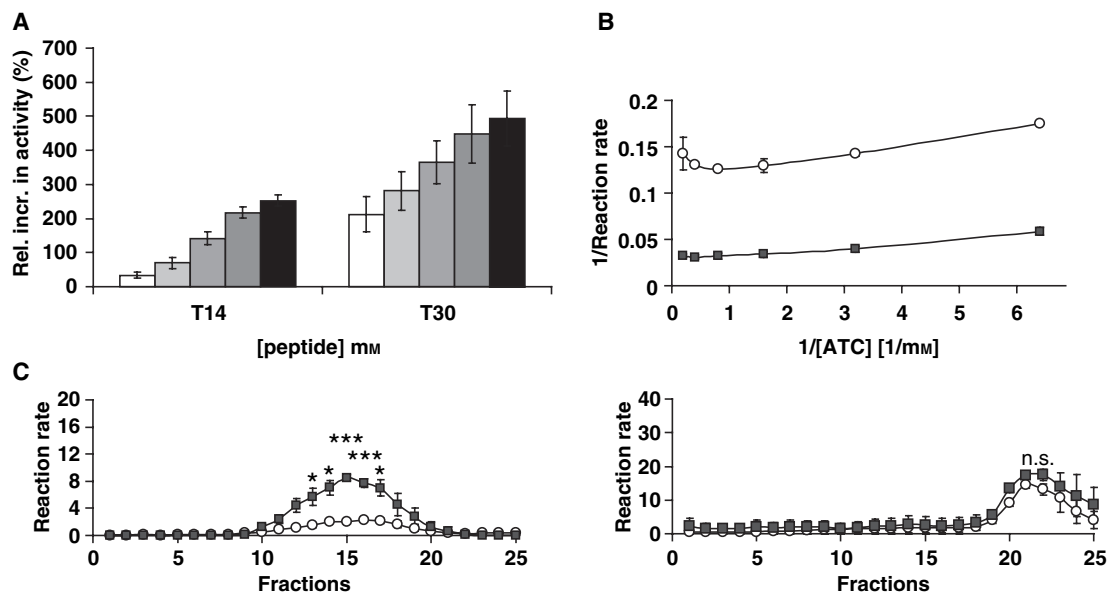 A
Rel. incr. in activity (%)
700
600
500
400
300
200
100
0
T14 T30
[peptide] mM
B
1/Reaction rate
0.2
0.15
0.1
0.05
0
0 1 2 3 4 5 6
1/[ATC] [1/mM]
C
Reaction rate
20
16
12
8
4
0
***
***
* * *
0 5 10 15 20 25
Fractions
Reaction rate
40
30
20
10
0
n.s.
0 5 10 15 20 25
Fractions